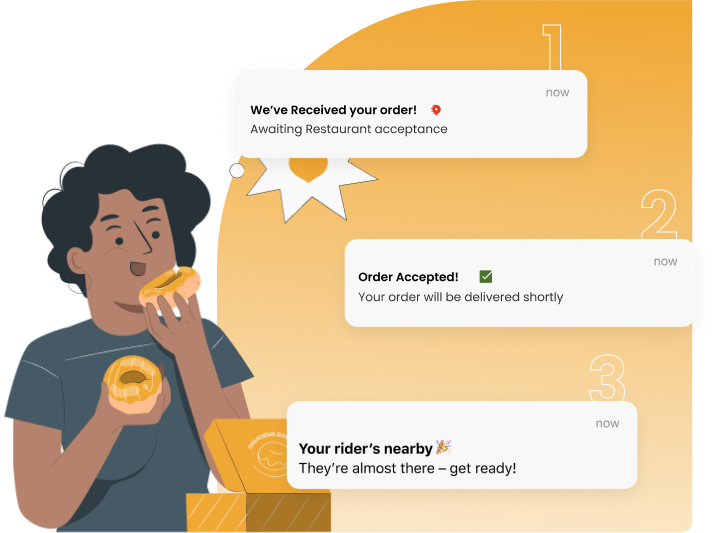 1
now
We’ve Received your order!
Awaiting Restaurant acceptance
2
now
Order Accepted!
Your order will be delivered shortly
3
now
Your rider’s nearby
They’re almost there – get ready!
DELICIOUS